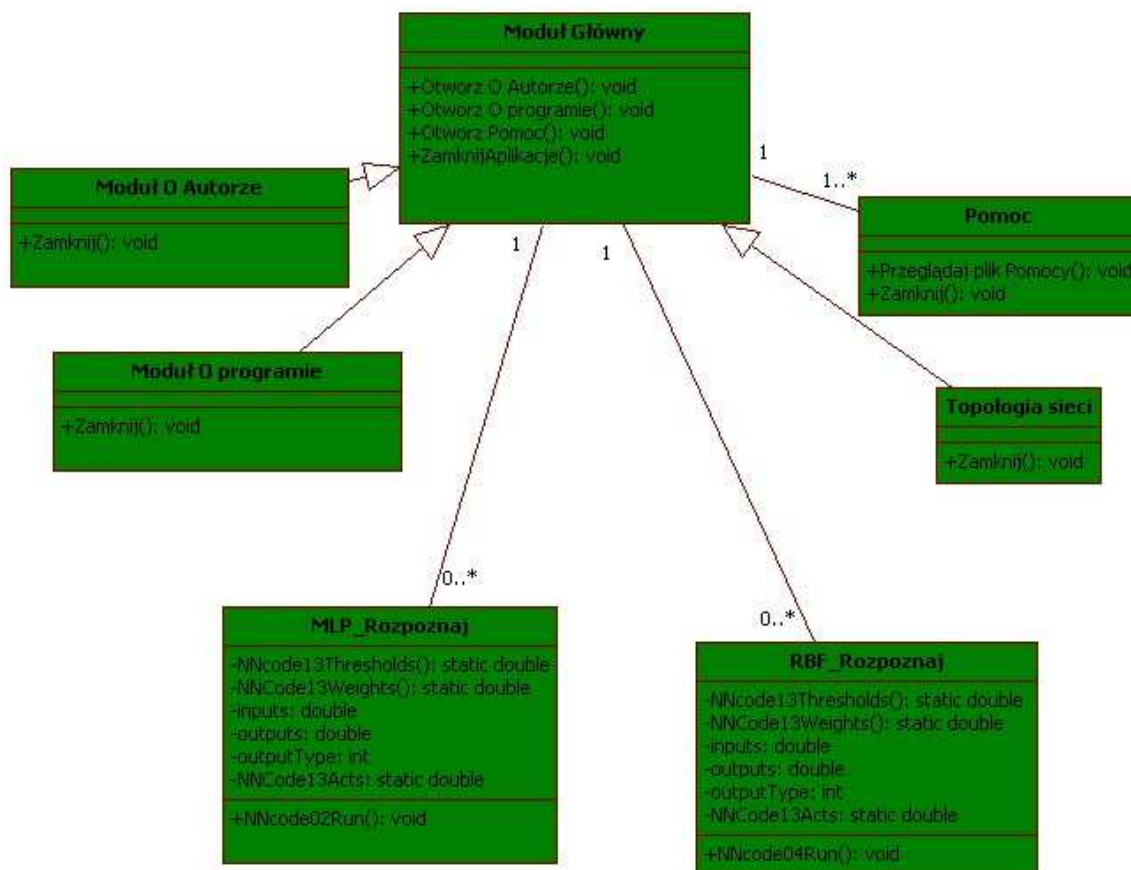 Moduł Główny
+Otworz O Autorze(): void
+Otworz O programie(): void
+Otworz Pomoc(): void
+ZamknijAplikacje(): void
1
1..*
Moduł O Autorze
+Zamknij(): void
Pomoc
+Przeglądaj plik Pomocy(): void
+Zamknij(): void
1
1
Moduł O programie
+Zamknij(): void
Topologia sieci
+Zamknij(): void
0..*
0..*
MLP_Rozpoznaj
-NNcode13Thresholds(): static double
-NNCode13Weights(): static double
-inputs: double
-outputs: double
-outputType: int
-NNCode13Acts: static double
+NNcode02Run(): void
RBF_Rozpoznaj
-NNcode13Thresholds(): static double
-NNCode13Weights(): static double
-inputs: double
-outputs: double
-outputType: int
-NNCode13Acts: static double
+NNcode04Run(): void